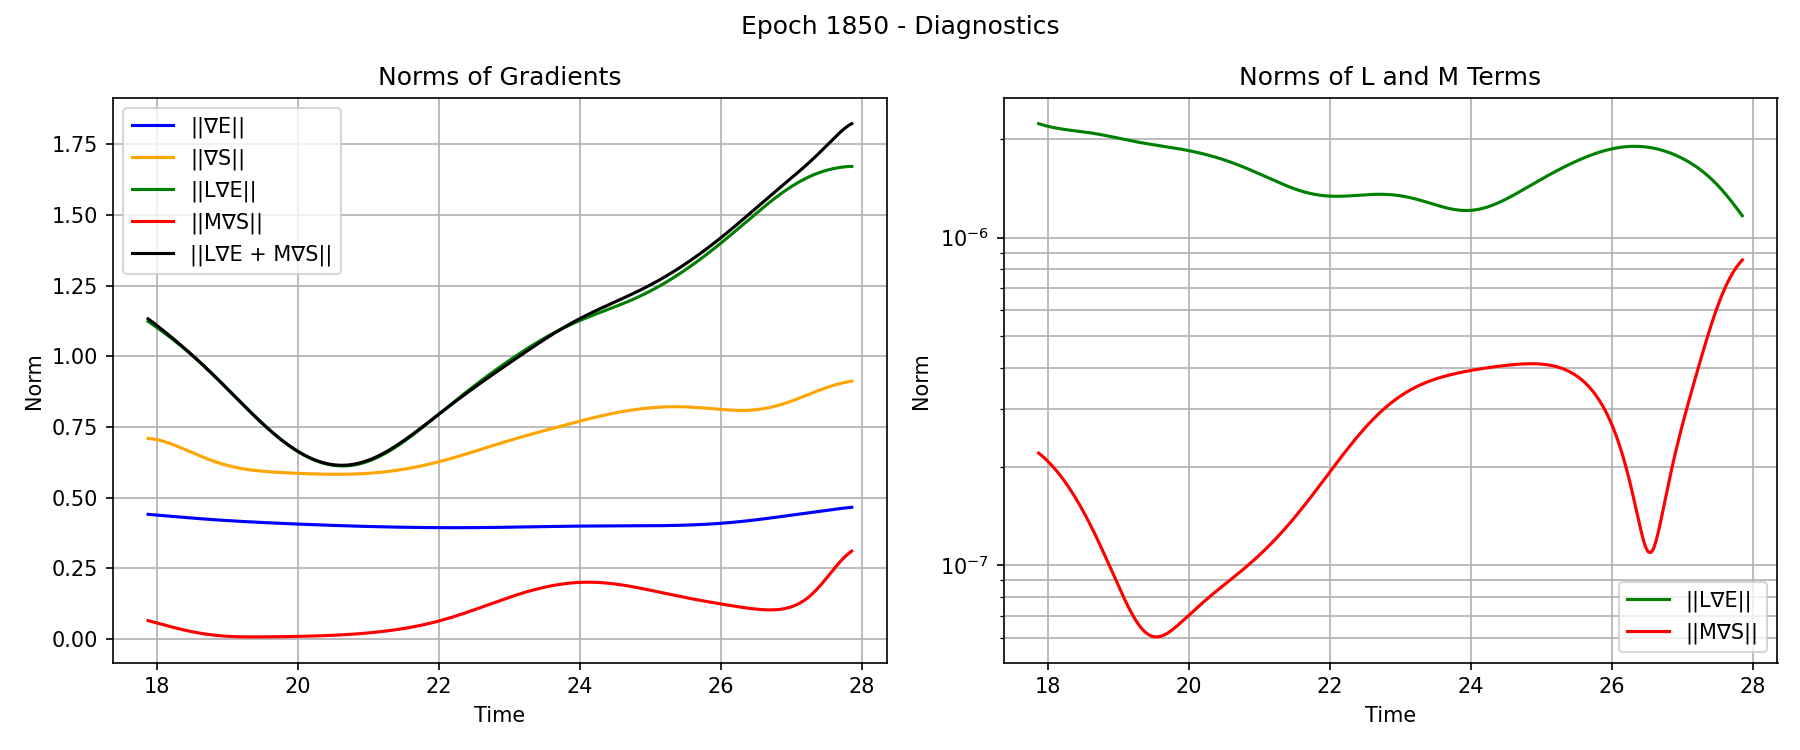 Epoch 1850 - Diagnostics
Norms of Gradients
Norm
1.75
1.50
1.25
1.00
0.75
0.50
0.25
0.00
||∇E||
||∇S||
||L∇E||
||M∇S||
||L∇E + M∇S||
18
20
22
24
26
28
Time
Norms of L and M Terms
Norm
10⁻⁶
10⁻⁷
||L∇E||
||M∇S||
18
20
22
24
26
28
Time